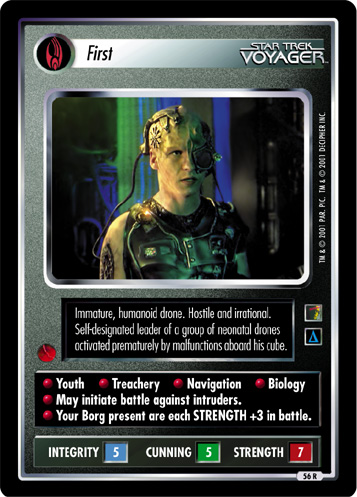 First
STAR TREK
VOYAGER™
TM & © 2001 PAR. PIC. TM & © 2001 DECIPHER INC.
Immature, humanoid drone. Hostile and irrational.
Self-designated leader of a group of neonatal drones
activated prematurely by malfunctions aboard his cube.
Δ
• Youth • Treachery • Navigation • Biology
• May initiate battle against intruders.
• Your Borg present are each STRENGTH +3 in battle.
INTEGRITY 5 CUNNING 5 STRENGTH 7
56 R